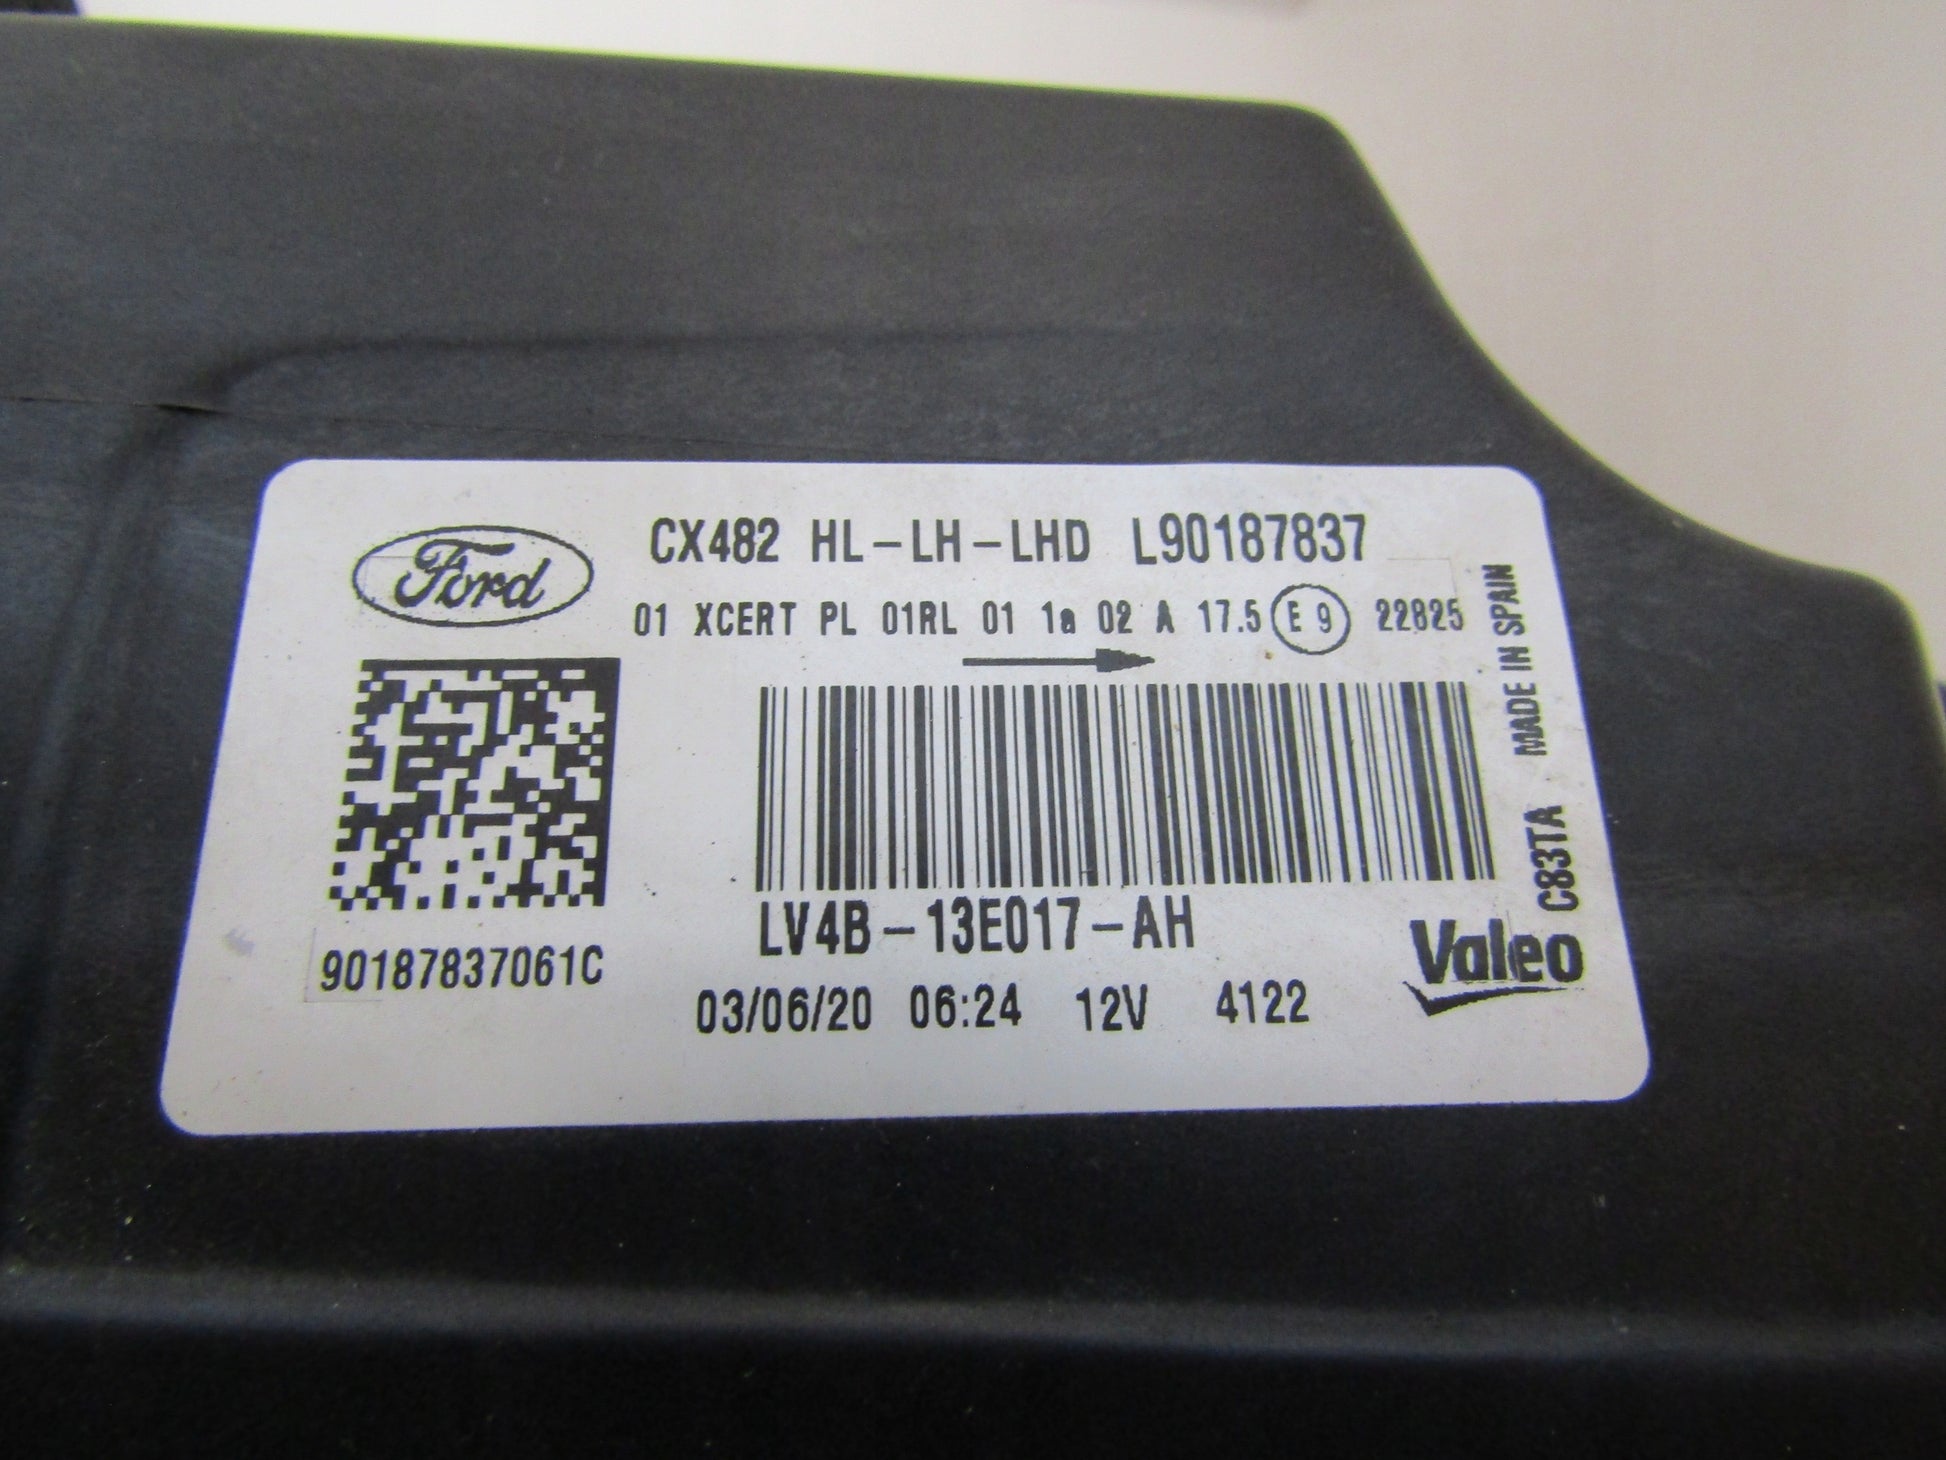 Ford
CX482 HL-LH-LHD L90187837
01 XCERT PL 01RL 01 1a 02 A 17.5 E 9 22825
MADE IN SPAIN
C83TA
90187837061C
LV4B-13E017-AH
03/06/20 06:24 12V 4122
Valeo